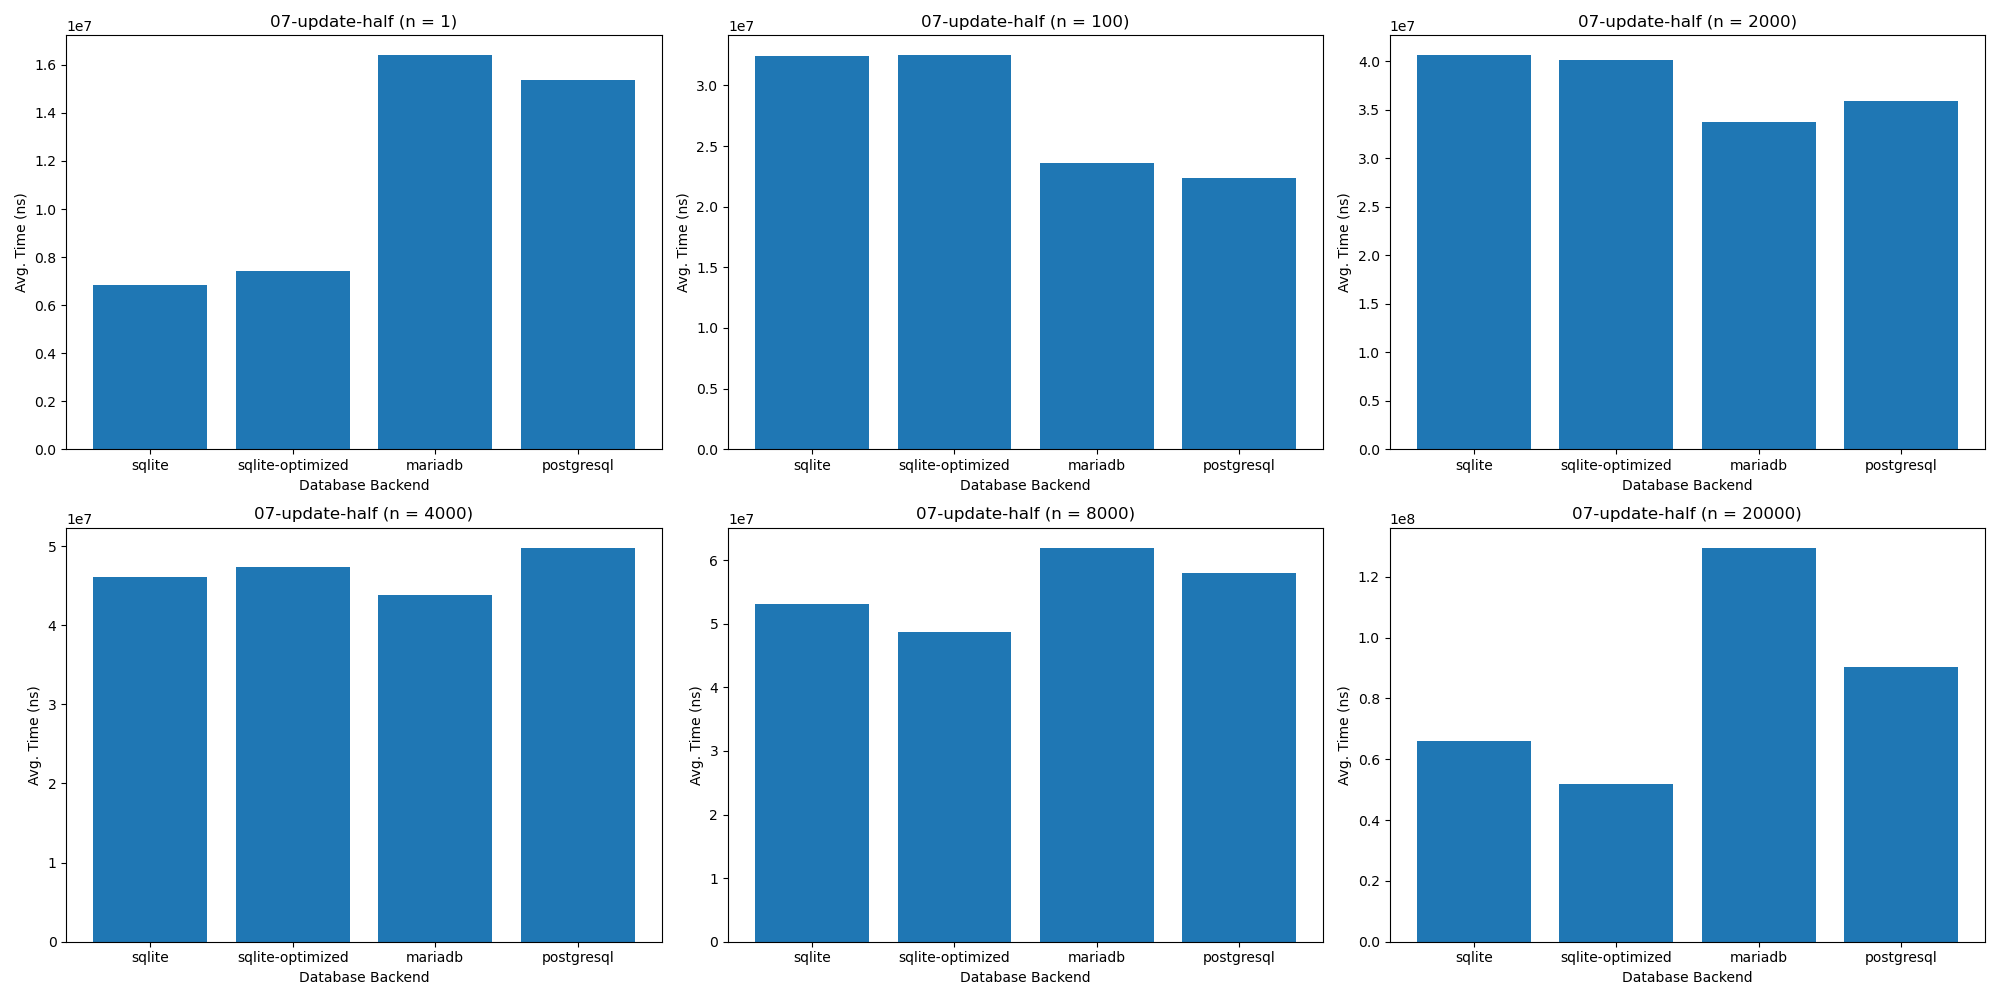 07-update-half (n = 1)
1e7
1.6
1.4
1.2
1.0
0.8
0.6
0.4
0.2
0.0
Avg. Time (ns)
sqlite
sqlite-optimized
mariadb
postgresql
Database Backend
07-update-half (n = 100)
1e7
3.0
2.5
2.0
1.5
1.0
0.5
0.0
Avg. Time (ns)
sqlite
sqlite-optimized
mariadb
postgresql
Database Backend
07-update-half (n = 2000)
1e7
4.0
3.5
3.0
2.5
2.0
1.5
1.0
0.5
0.0
Avg. Time (ns)
sqlite
sqlite-optimized
mariadb
postgresql
Database Backend
07-update-half (n = 4000)
1e7
5
4
3
2
1
0
Avg. Time (ns)
sqlite
sqlite-optimized
mariadb
postgresql
Database Backend
07-update-half (n = 8000)
1e7
6
5
4
3
2
1
0
Avg. Time (ns)
sqlite
sqlite-optimized
mariadb
postgresql
Database Backend
07-update-half (n = 20000)
1e8
1.2
1.0
0.8
0.6
0.4
0.2
0.0
Avg. Time (ns)
sqlite
sqlite-optimized
mariadb
postgresql
Database Backend